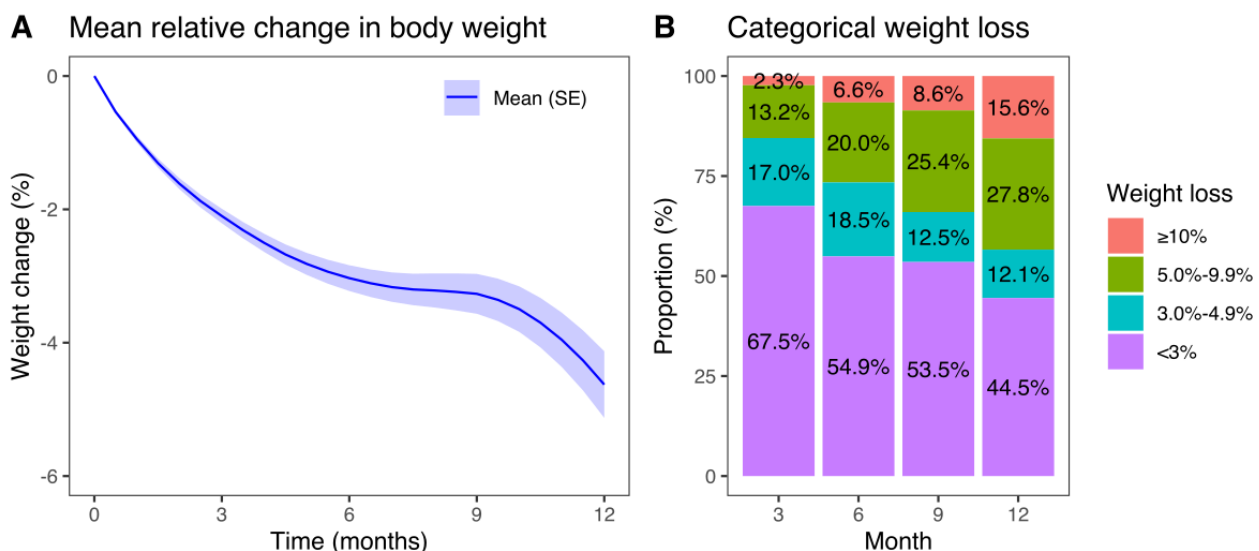 A Mean relative change in body weight
Weight change (%)
0
-2
-4
-6
Mean (SE)
0 3 6 9 12
Time (months)
B Categorical weight loss
Proportion (%)
100
75
50
25
0
2.3%
13.2%
17.0%
67.5%
6.6%
20.0%
18.5%
54.9%
8.6%
25.4%
12.5%
53.5%
15.6%
27.8%
12.1%
44.5%
3 6 9 12
Month
Weight loss
≥10%
5.0%-9.9%
3.0%-4.9%
<3%